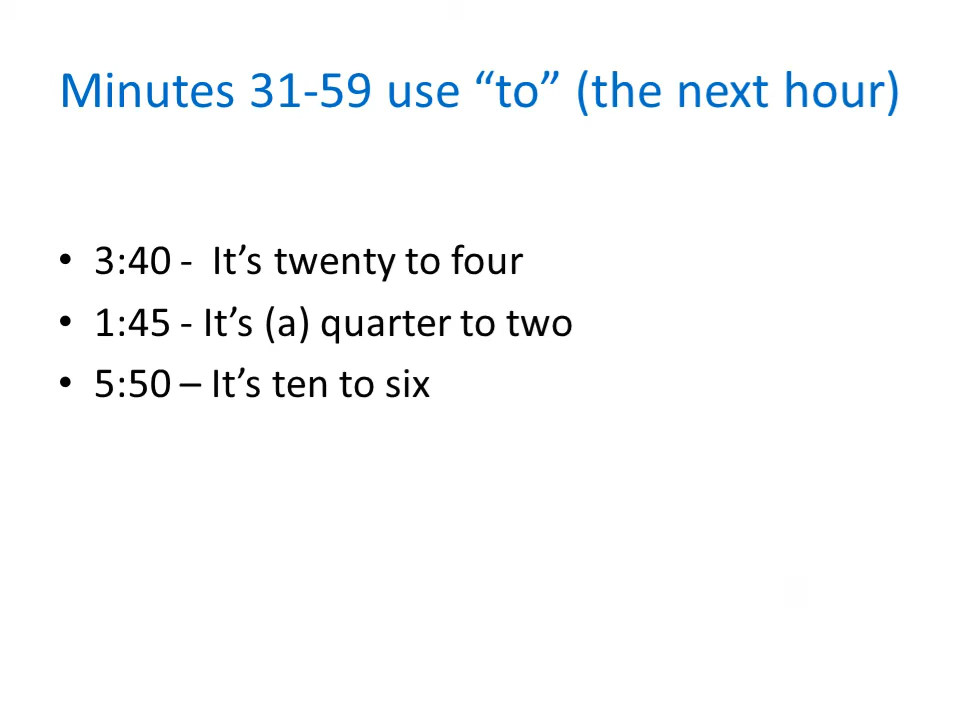 Minutes 31-59 use “to” (the next hour)
• 3:40 -  It’s twenty to four
• 1:45 - It’s (a) quarter to two
• 5:50 – It’s ten to six